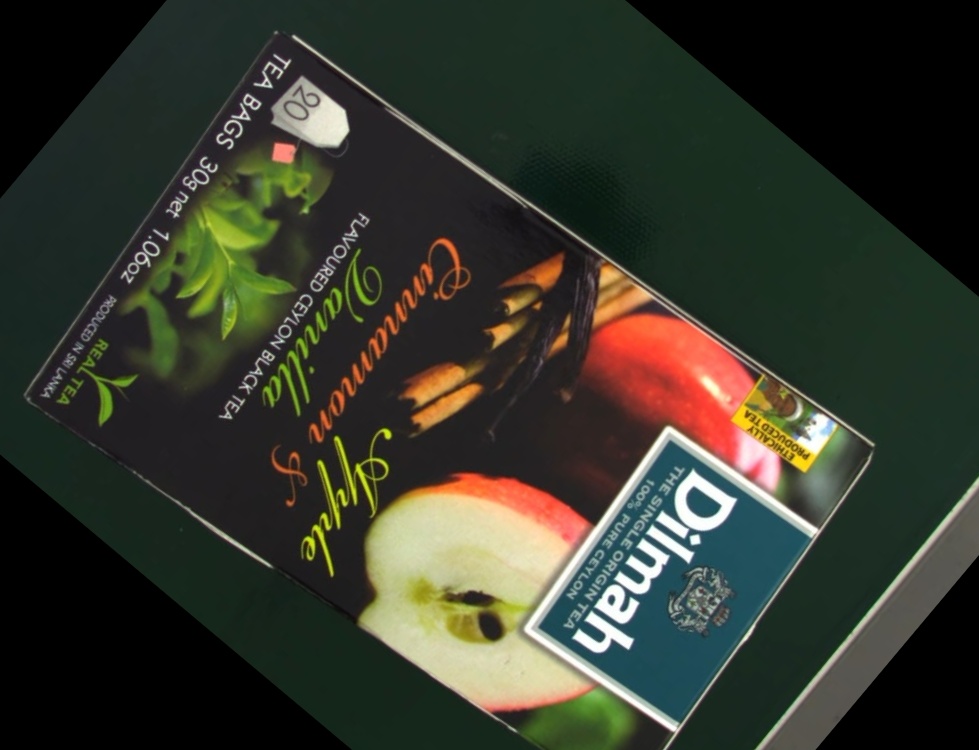 Dilmah
THE SINGLE ORIGIN TEA
100% PURE CEYLON
ETHICALLY
PRODUCED TEA
Cinnamon
Vanilla
& Apple
FLAVOURED CEYLON BLACK TEA
20
TEA BAGS 30g net 1.06oz
REAL TEA
PRODUCED IN SRI LANKA